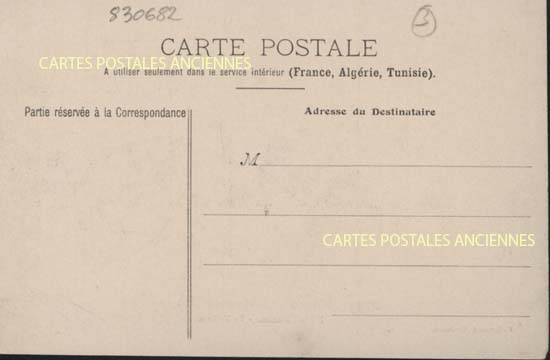 830682
3
CARTE POSTALE
CARTES POSTALES ANCIENNES
A utiliser seulement dans le service intérieur (France, Algérie, Tunisie).
Partie réservée à la Correspondance
Adresse du Destinataire
M
CARTES POSTALES ANCIENNES